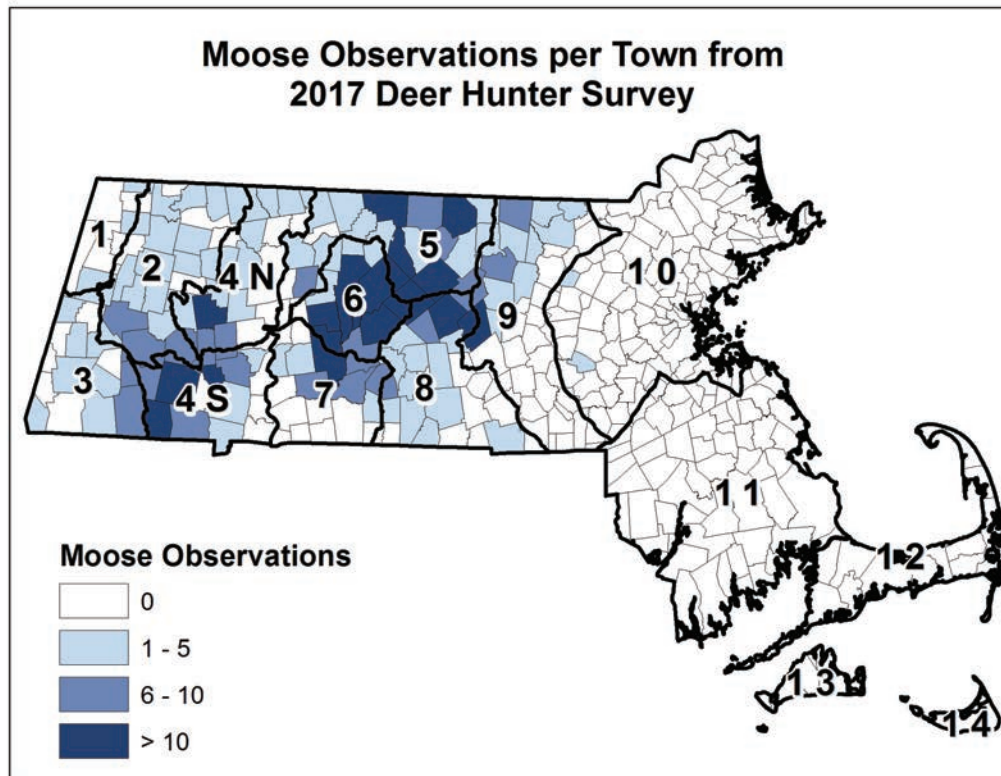 Moose Observations per Town from
2017 Deer Hunter Survey
1
2
4 N
5
6
9
10
3
4 S
7
8
11
12
13
14
Moose Observations
0
1 - 5
6 - 10
> 10